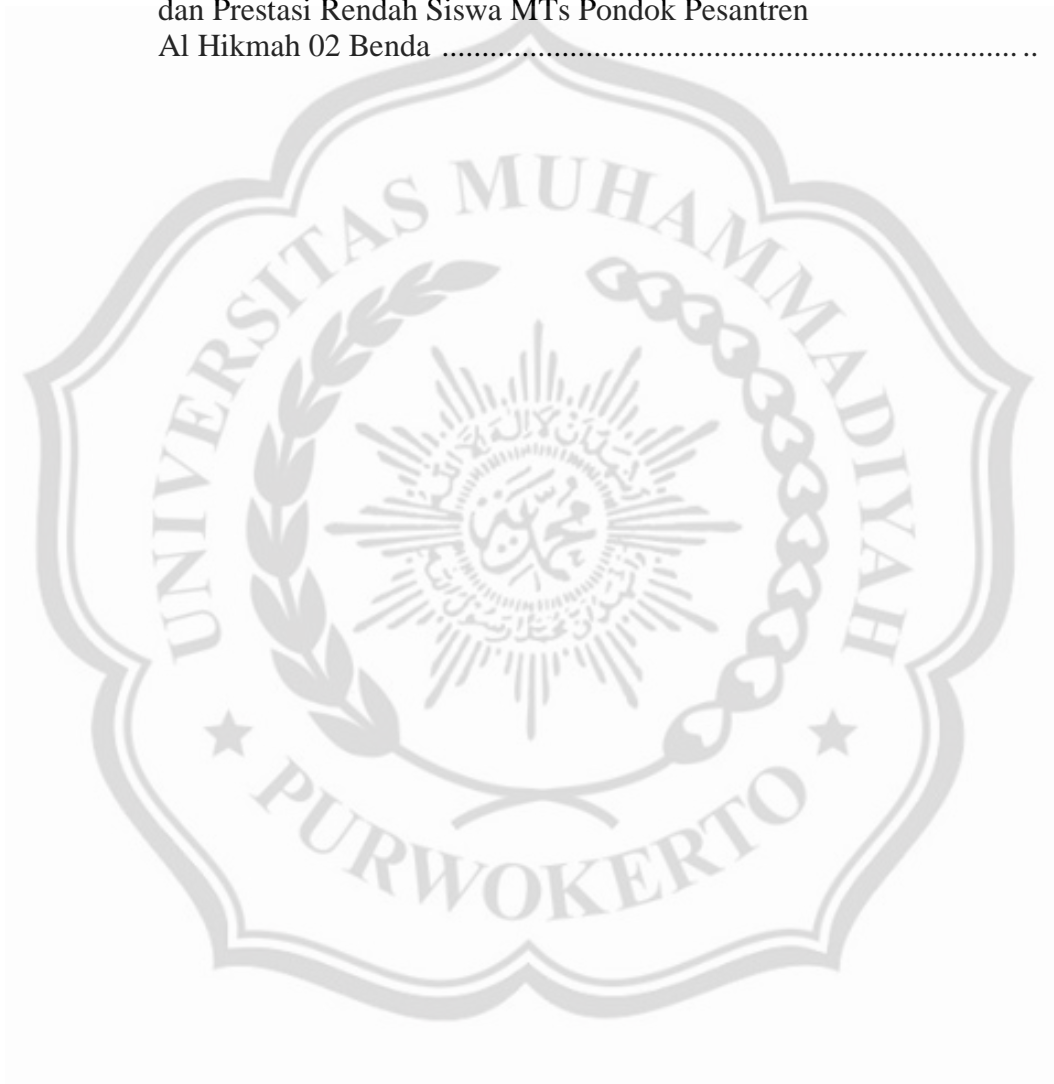 dan Prestasi Rendah Siswa MTs Pondok Pesantren
Al Hikmah 02 Benda ........................................................................... ..
UNIVERSITAS MUHAMMADIYAH
PURWOKERTO